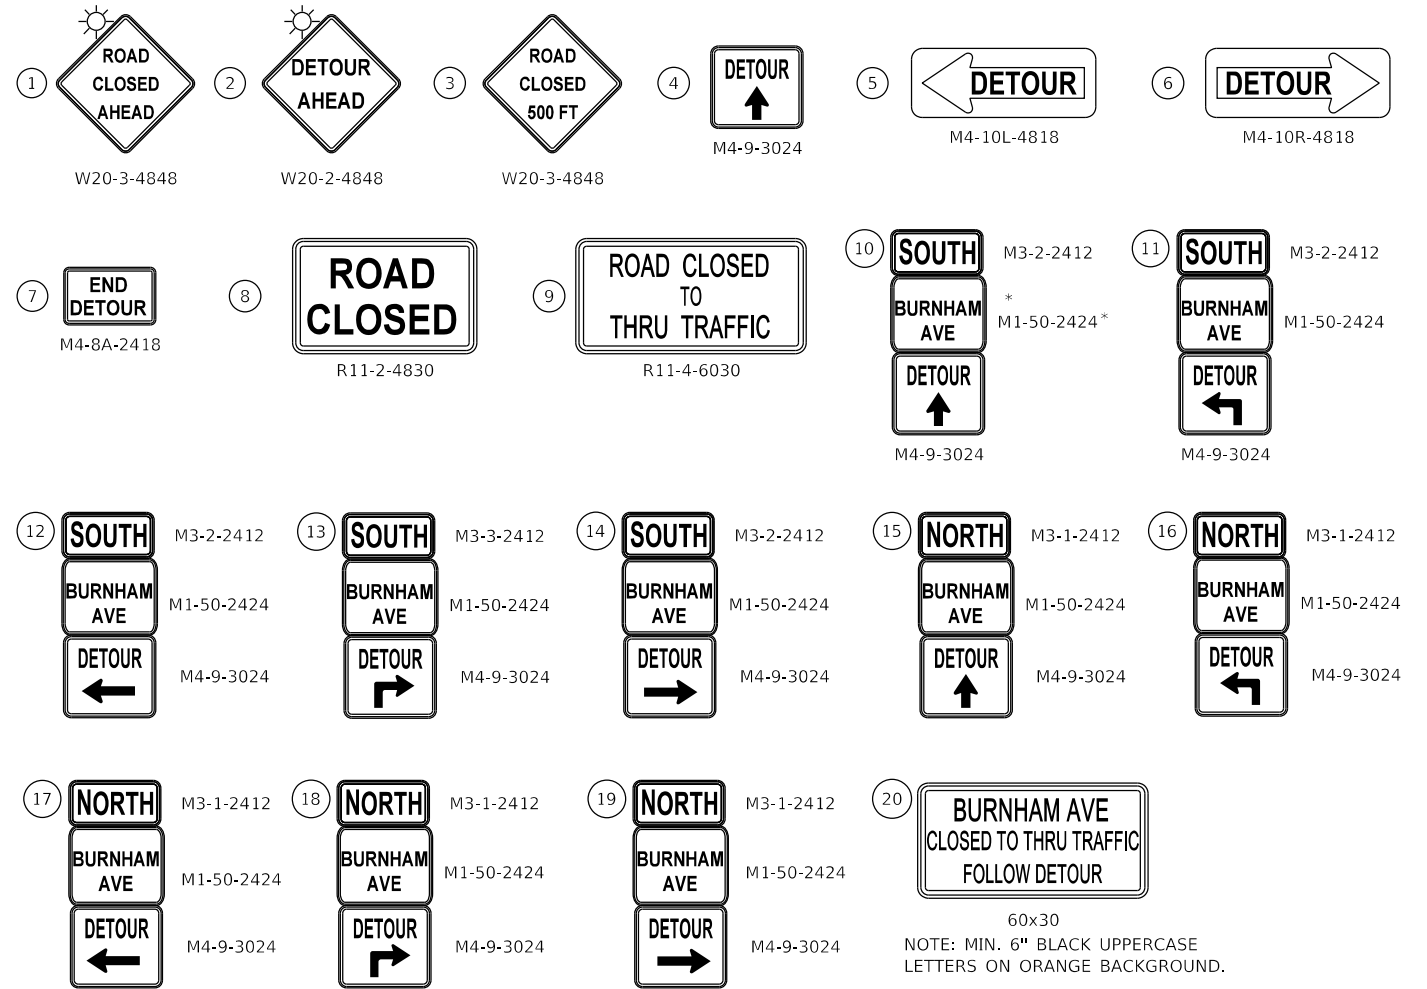 1
ROAD
CLOSED
AHEAD
W20-3-4848
2
DETOUR
AHEAD
W20-2-4848
3
ROAD
CLOSED
500 FT
W20-3-4848
4
DETOUR
M4-9-3024
5
DETOUR
M4-10L-4818
6
DETOUR
M4-10R-4818
7
END
DETOUR
M4-8A-2418
8
ROAD
CLOSED
R11-2-4830
9
ROAD CLOSED
TO
THRU TRAFFIC
R11-4-6030
10
SOUTH
M3-2-2412
BURNHAM
AVE
*
M1-50-2424*
DETOUR
M4-9-3024
11
SOUTH
M3-2-2412
BURNHAM
AVE
M1-50-2424
DETOUR
M4-9-3024
12
SOUTH
M3-2-2412
BURNHAM
AVE
M1-50-2424
DETOUR
M4-9-3024
13
SOUTH
M3-3-2412
BURNHAM
AVE
M1-50-2424
DETOUR
M4-9-3024
14
SOUTH
M3-2-2412
BURNHAM
AVE
M1-50-2424
DETOUR
M4-9-3024
15
NORTH
M3-1-2412
BURNHAM
AVE
M1-50-2424
DETOUR
M4-9-3024
16
NORTH
M3-1-2412
BURNHAM
AVE
M1-50-2424
DETOUR
M4-9-3024
17
NORTH
M3-1-2412
BURNHAM
AVE
M1-50-2424
DETOUR
M4-9-3024
18
NORTH
M3-1-2412
BURNHAM
AVE
M1-50-2424
DETOUR
M4-9-3024
19
NORTH
M3-1-2412
BURNHAM
AVE
M1-50-2424
DETOUR
M4-9-3024
20
BURNHAM AVE
CLOSED TO THRU TRAFFIC
FOLLOW DETOUR
60x30
NOTE: MIN. 6" BLACK UPPERCASE
LETTERS ON ORANGE BACKGROUND.